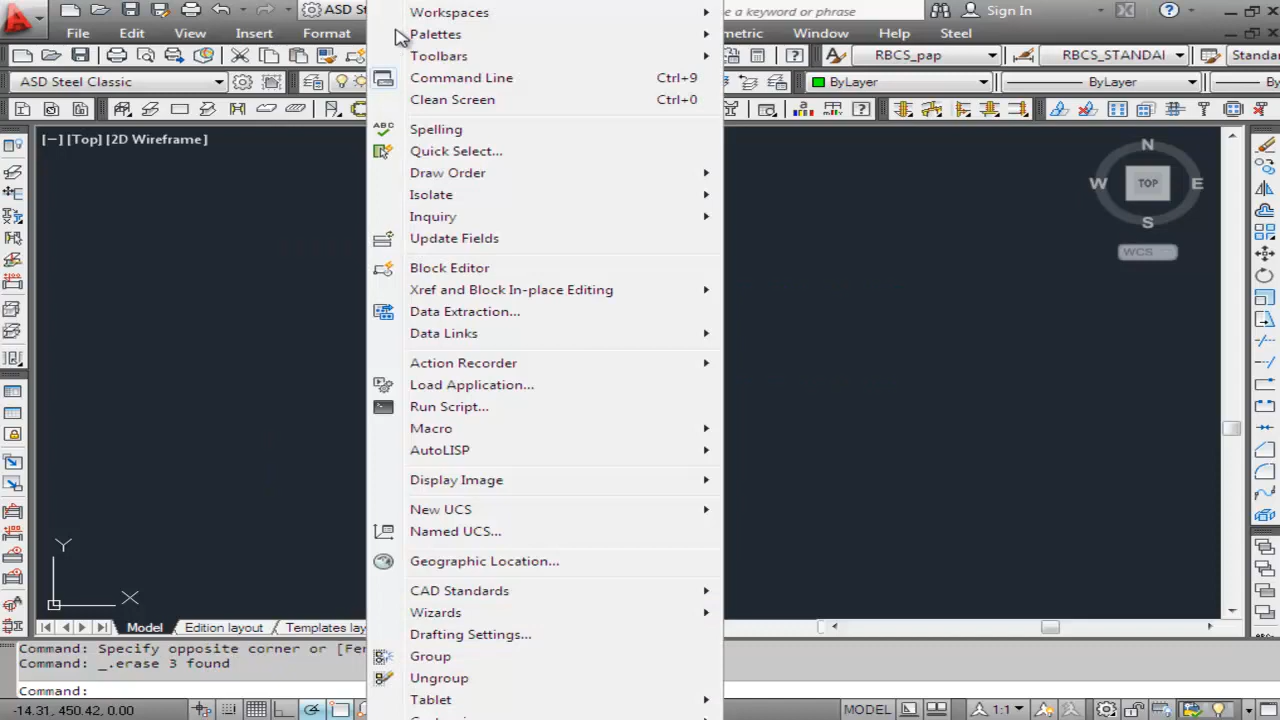 ASD St
Workspaces
e a keyword or phrase
Sign In
File Edit View Insert Format
Palettes
metric Window Express Steel
Toolbars
RBCS_pap
RBCS_STANDAI
Standa
ASD Steel Classic
Command Line Ctrl+9
ByLayer
ByLayer
By
Clean Screen Ctrl+0
[−] [Top] [2D Wireframe]
ABC
Spelling
Quick Select...
Draw Order
Isolate
Inquiry
Update Fields
Block Editor
Xref and Block In-place Editing
Data Extraction...
Data Links
Action Recorder
Load Application...
Run Script...
Macro
AutoLISP
Display Image
New UCS
Named UCS...
Geographic Location...
CAD Standards
Wizards
Drafting Settings...
Group
Ungroup
Tablet
N
W TOP E
S
WCS
Y
X
Model Edition layout Templates lay
Command: Specify opposite corner or [Fe
Command: _.erase 3 found
Command:
-14.31, 450.42, 0.00
MODEL
1:1